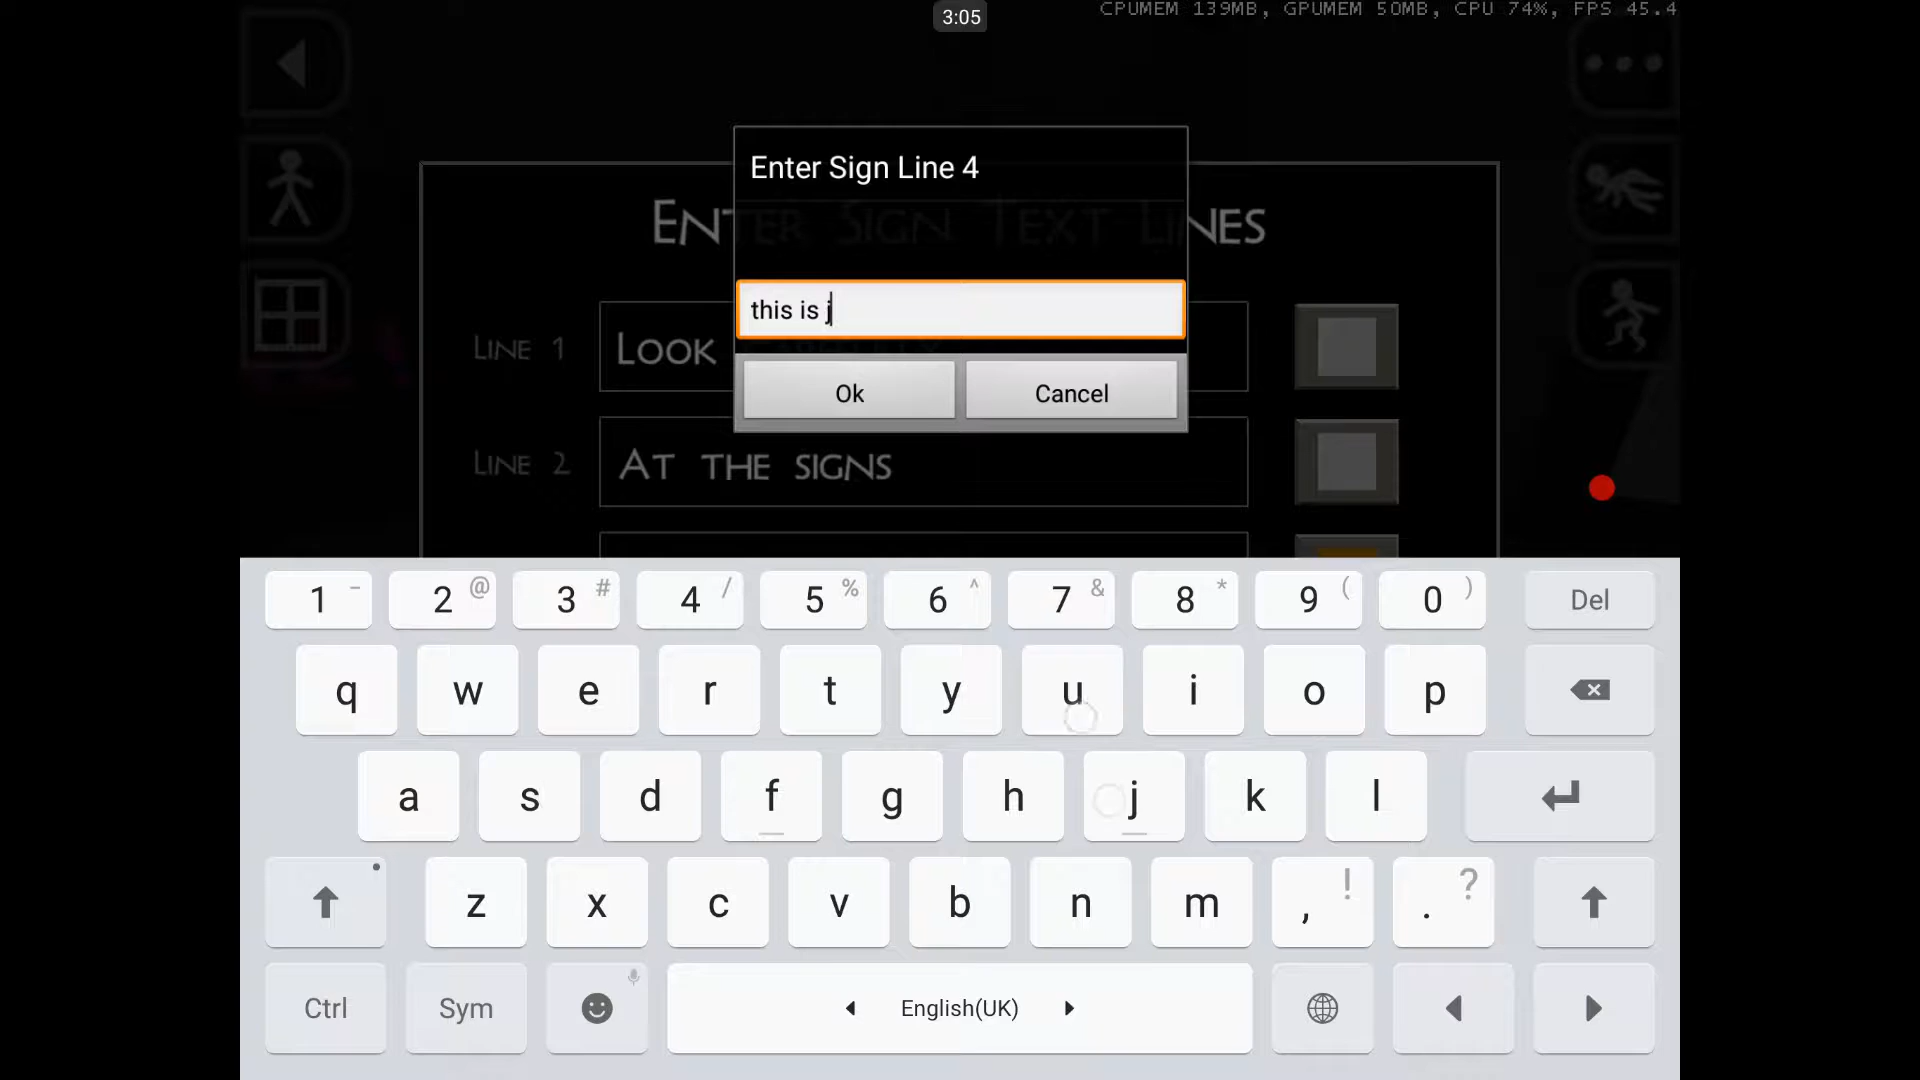 3:05
CPUMEM 139MB, GPUMEM 50MB, CPU 74%, FPS 45.4
Enter Sign Line 4
Enter Sign Text Lines
this is j
Line 1 Look
Ok Cancel
Line 2 At the signs
1 - 2 @ 3 # 4 / 5 % 6 ^ 7 & 8 * 9 ( 0 ) Del
q w e r t y u i o p
a s d f g h j k l
z x c v b n m , ! . ?
Ctrl Sym English(UK)